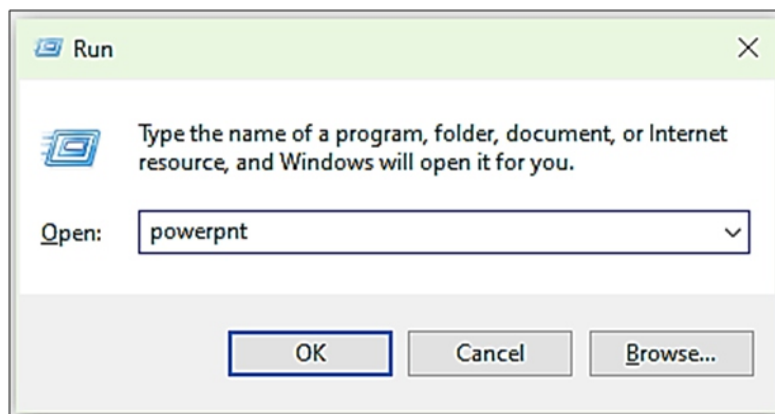 Run
Type the name of a program, folder, document, or Internet
resource, and Windows will open it for you.
Open: powerpnt
OK Cancel Browse...